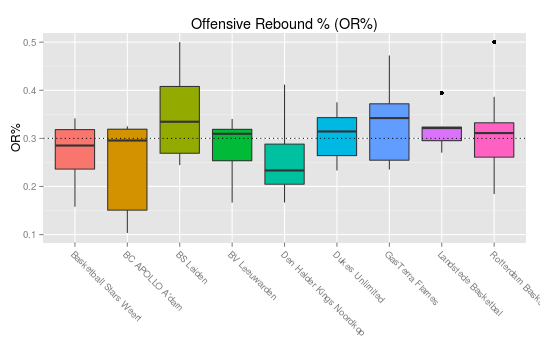 Offensive Rebound % (OR%)
OR%
0.5
0.4
0.3
0.2
0.1
Basketball Stars Weert
BC APOLLO A'dam
BS Leiden
BV Leeuwarden
Den Helder Kings Noordkop
Dukes Unlimited
GasTerra Flames
Landstede Basketbal
Rotterdam Bask